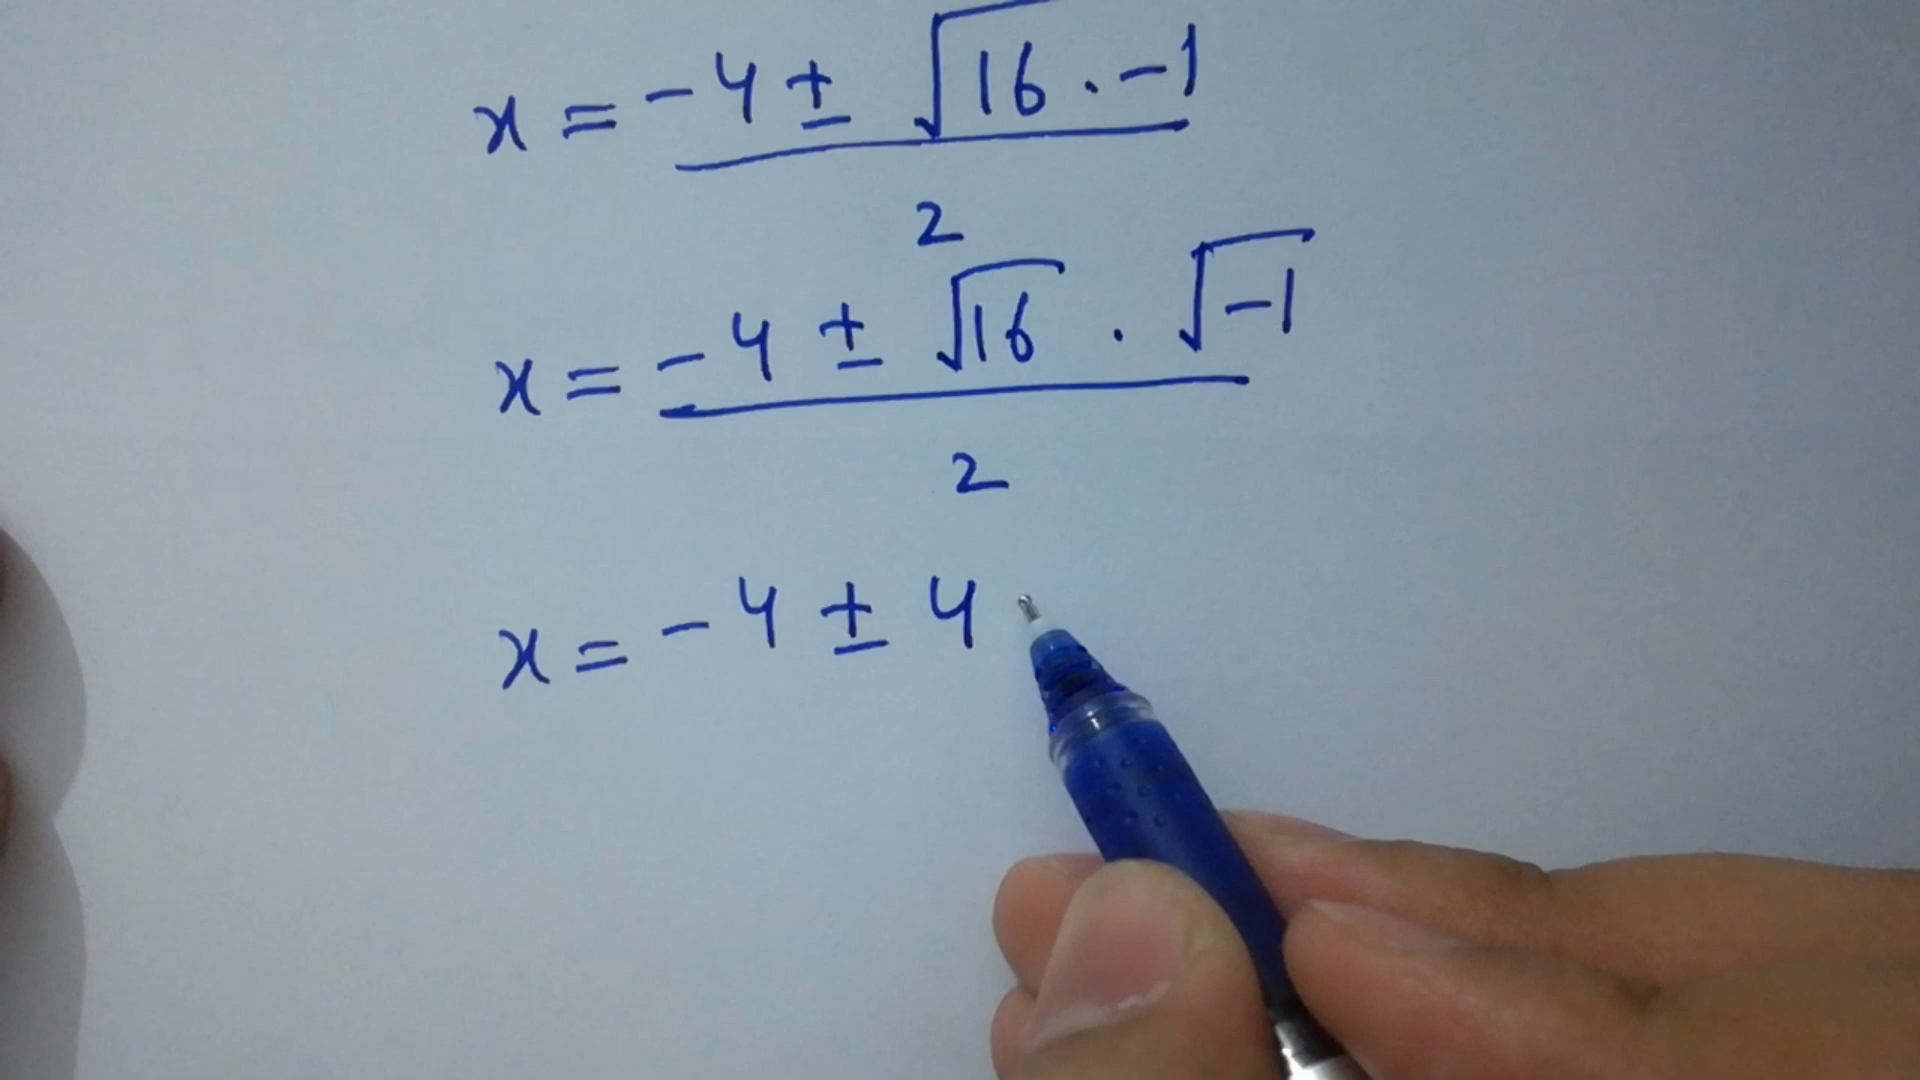 x = -4 ± √16 . -1
2
x = -4 ± √16 . √-1
2
x = -4 ± 4